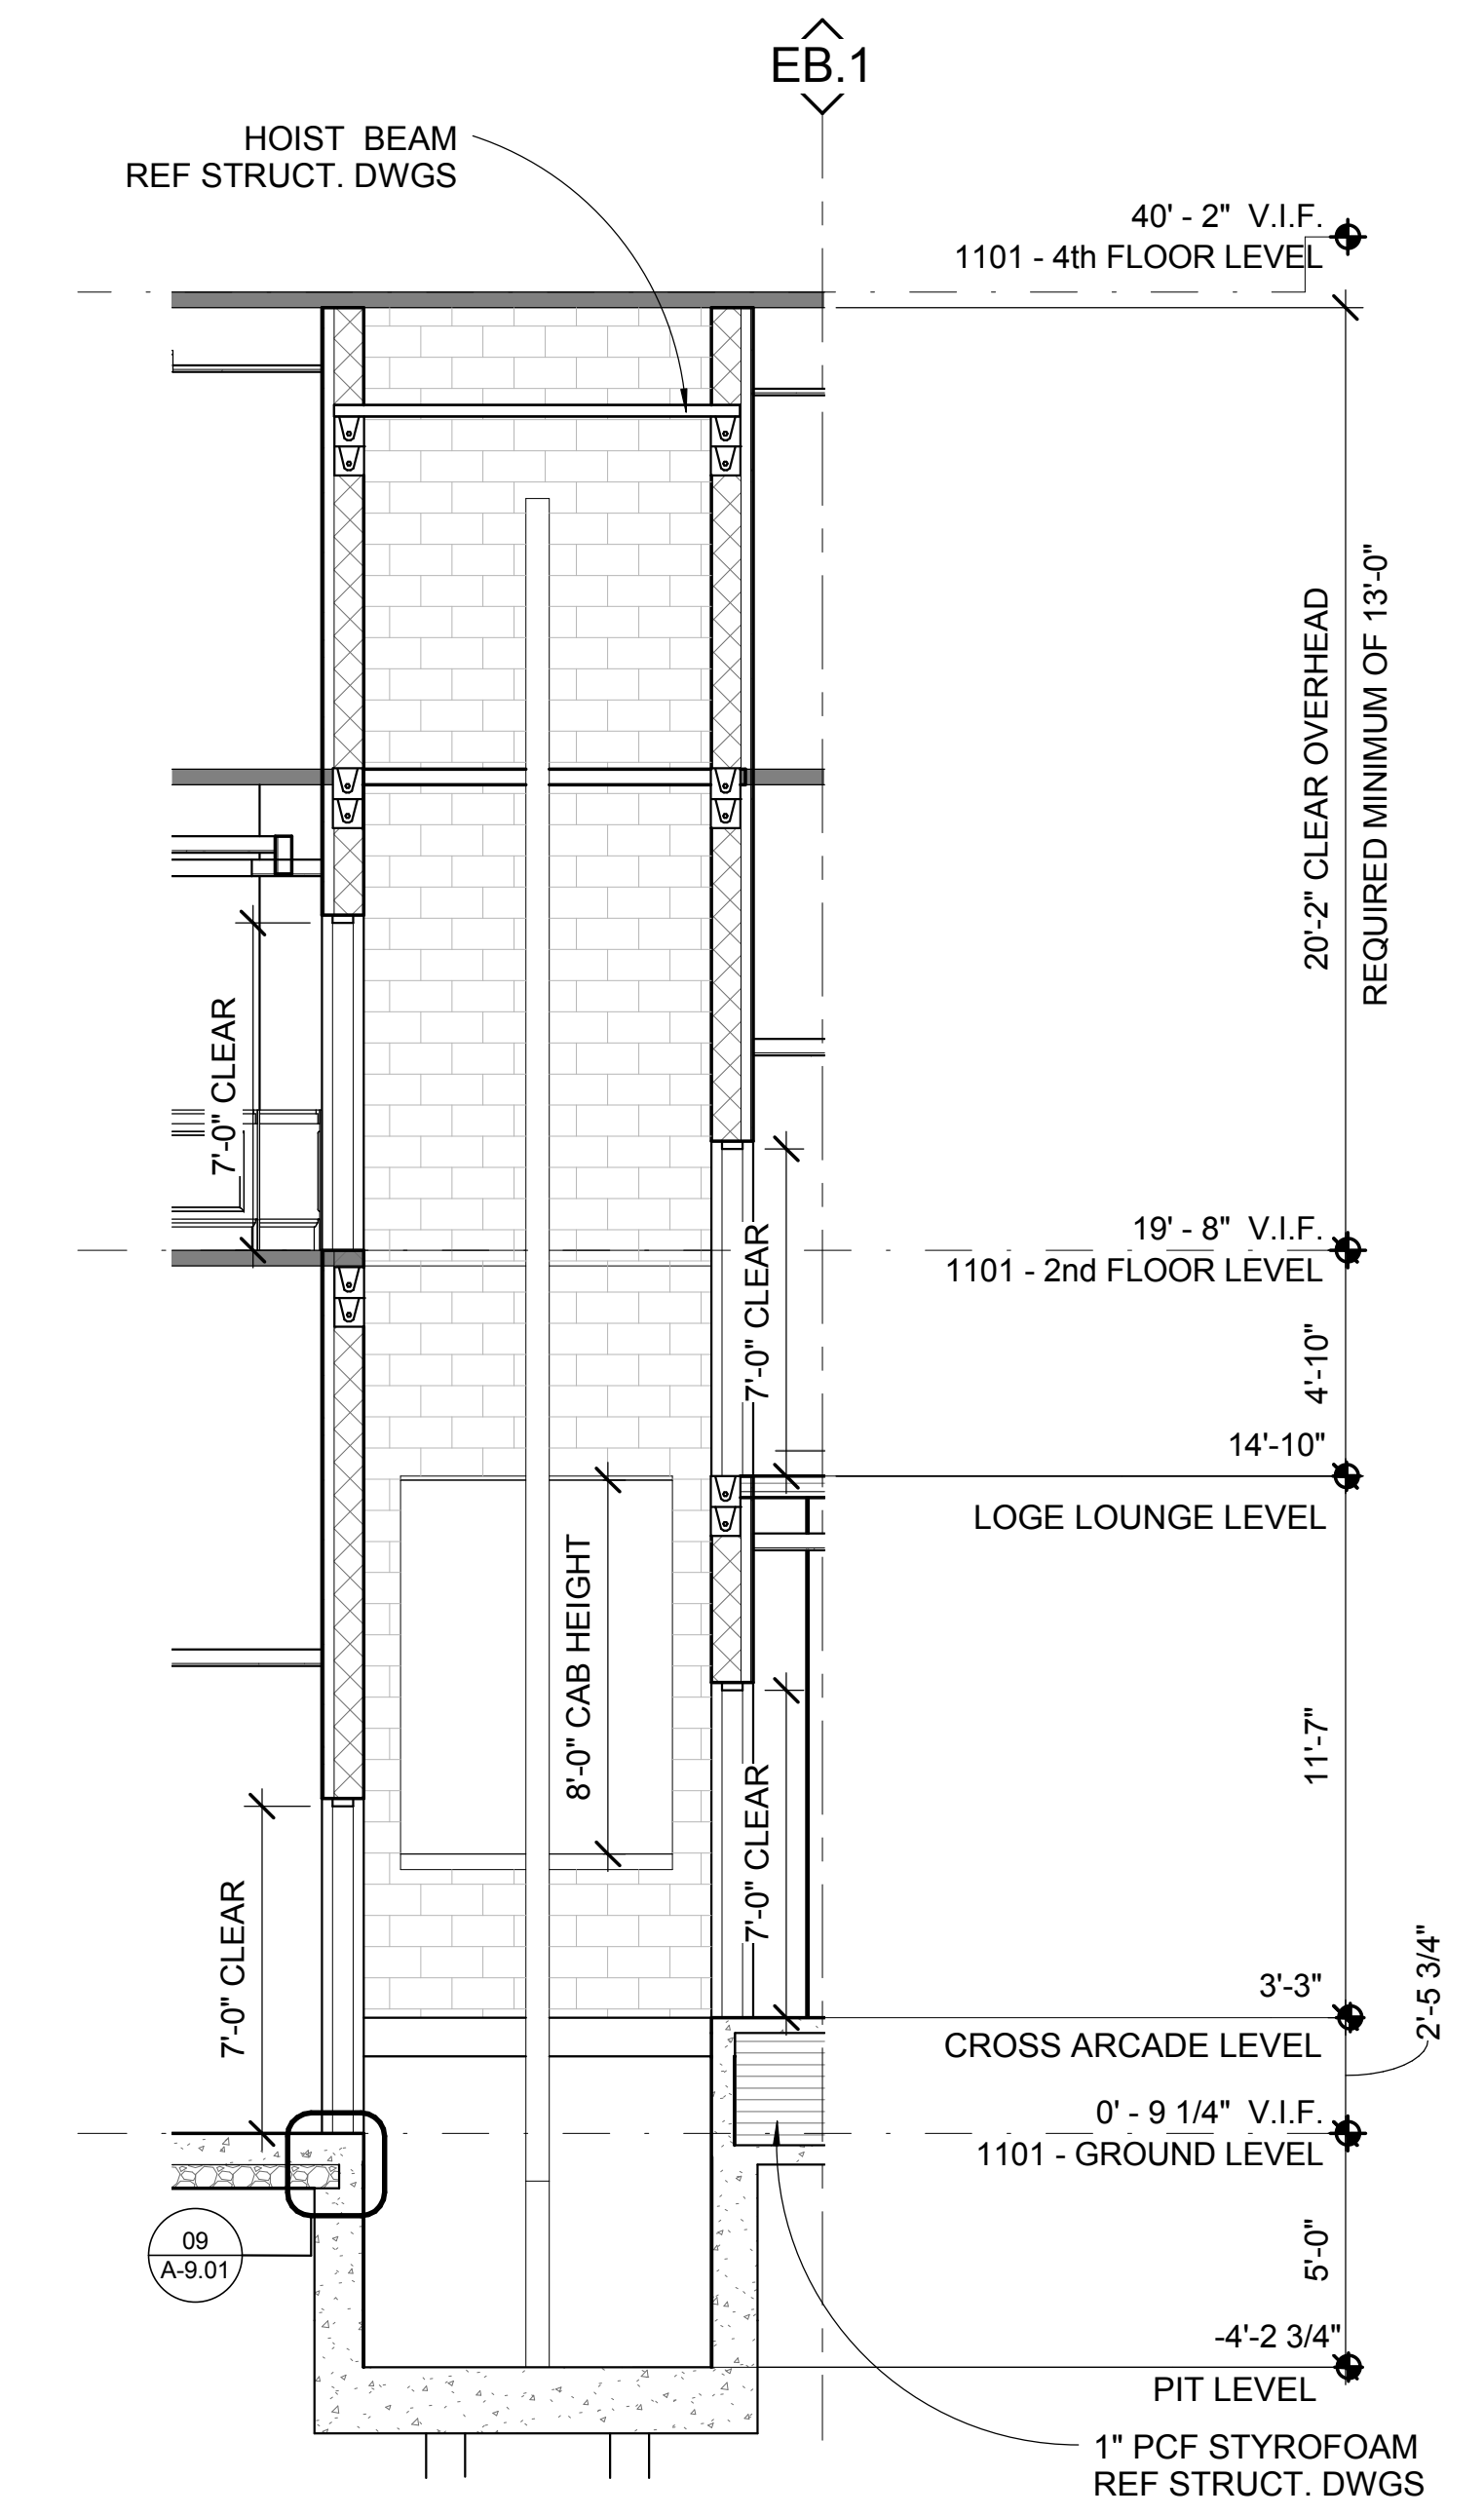 EB.1
HOIST BEAM
REF STRUCT. DWGS
40' - 2" V.I.F.
1101 - 4th FLOOR LEVEL
20'-2" CLEAR OVERHEAD
REQUIRED MINIMUM OF 13'-0"
7'-0" CLEAR
19' - 8" V.I.F.
1101 - 2nd FLOOR LEVEL
7'-0" CLEAR
4'-10"
14'-10"
LOGE LOUNGE LEVEL
8'-0" CAB HEIGHT
11'-7"
7'-0" CLEAR
7'-0" CLEAR
3'-3"
CROSS ARCADE LEVEL
2'-5 3/4"
0' - 9 1/4" V.I.F.
1101 - GROUND LEVEL
09
A-9.01
5'-0"
-4'-2 3/4"
PIT LEVEL
1" PCF STYROFOAM
REF STRUCT. DWGS